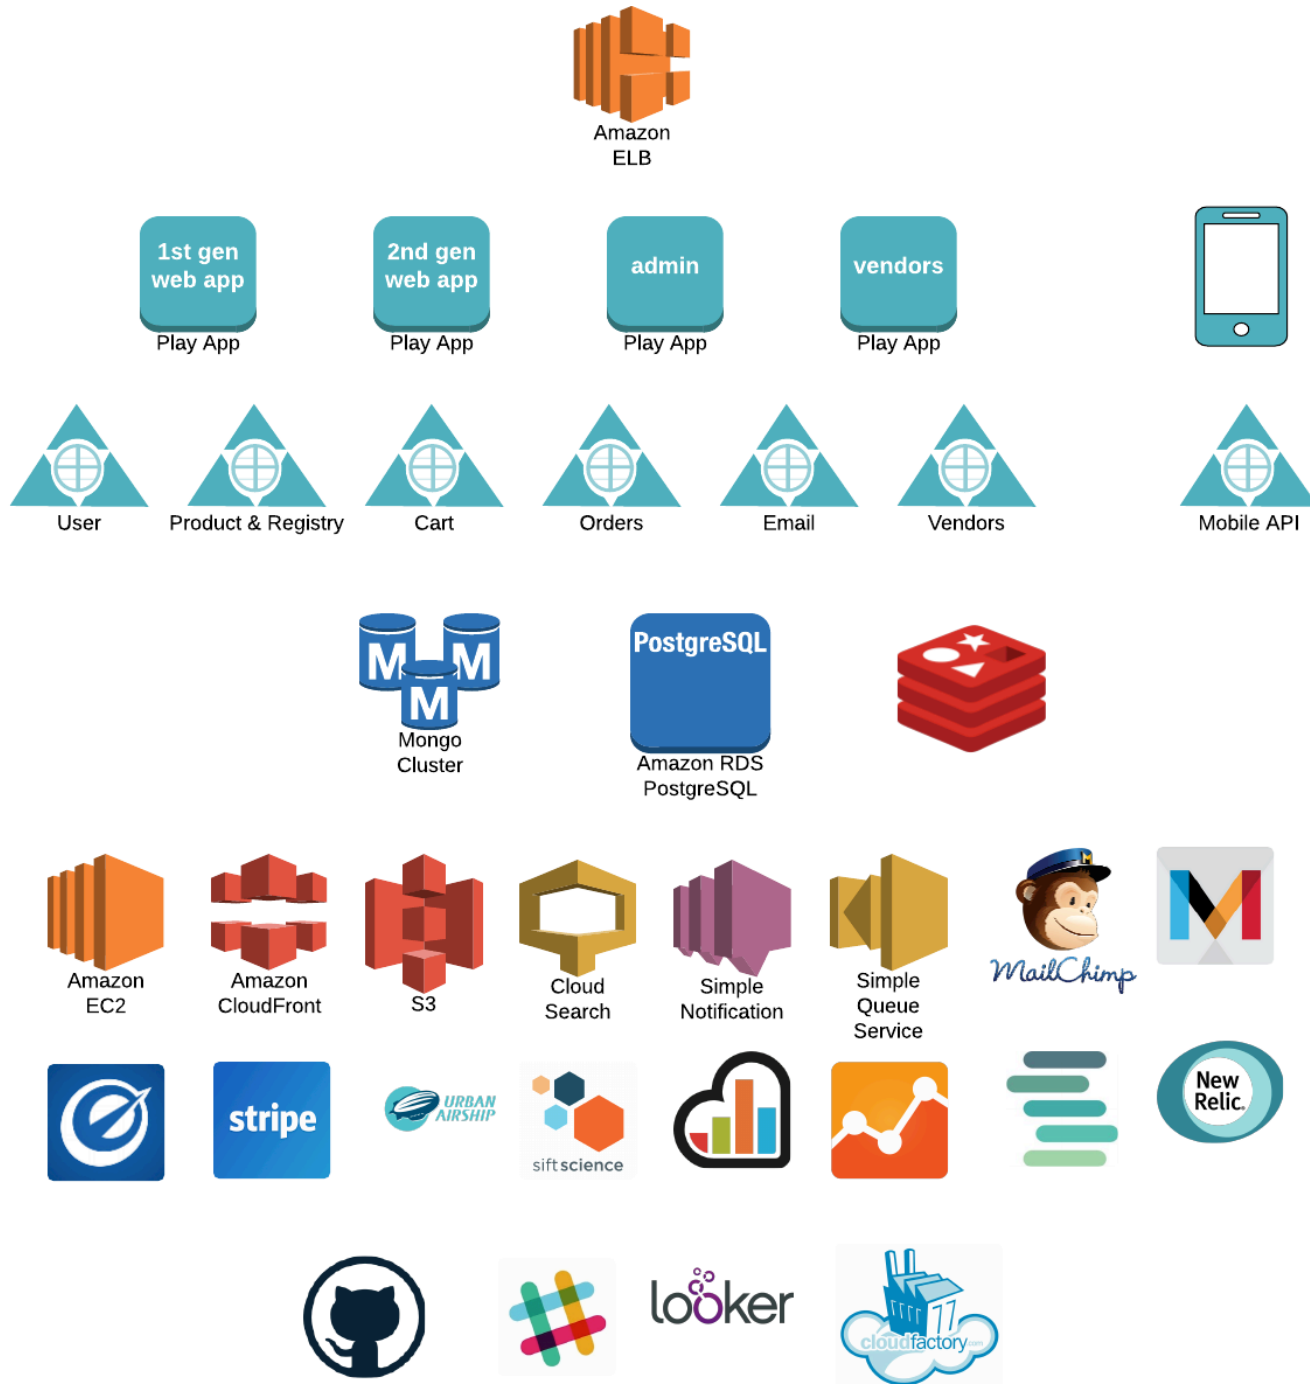 Amazon
ELB
1st gen
web app
2nd gen
web app
admin
vendors
Play App
Play App
Play App
Play App
User
Product & Registry
Cart
Orders
Email
Vendors
Mobile API
M
M
M
Mongo
Cluster
PostgreSQL
Amazon RDS
PostgreSQL
Amazon
EC2
Amazon
CloudFront
S3
Cloud
Search
Simple
Notification
Simple
Queue
Service
M
MailChimp
M
stripe
URBAN
AIRSHIP
siftscience
New
Relic.
looker
cloudfactory.com